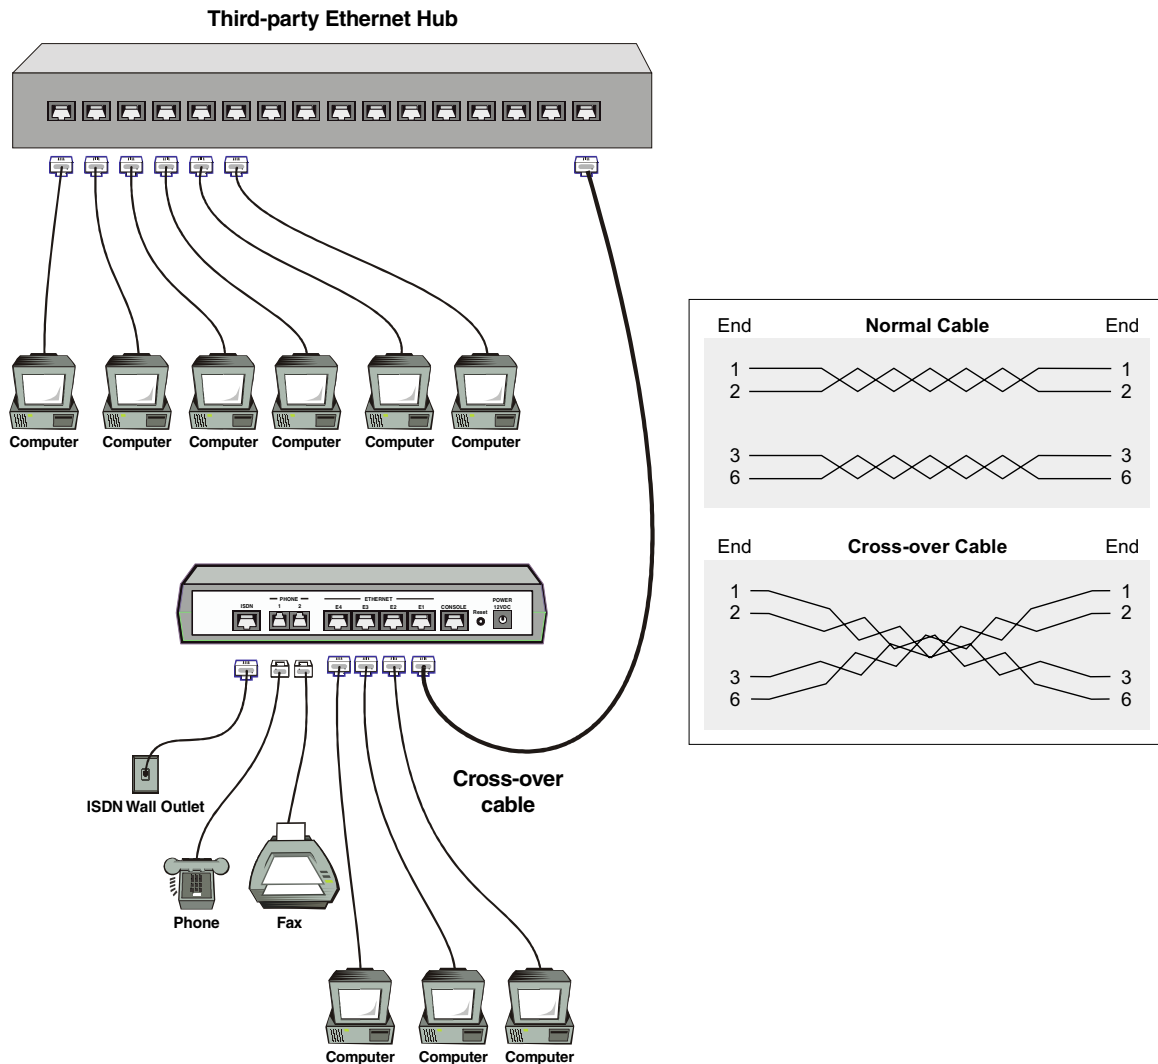 Third-party Ethernet Hub
Computer Computer Computer Computer Computer Computer
PHONE ETHERNET POWER
ISDN 1 2 E4 E3 E2 E1 CONSOLE Reset 12VDC
ISDN Wall Outlet
Cross-over
cable
Phone
Fax
Computer Computer Computer
End Normal Cable End
1 1
2 2
3 3
6 6
End Cross-over Cable End
1 1
2 2
3 3
6 6